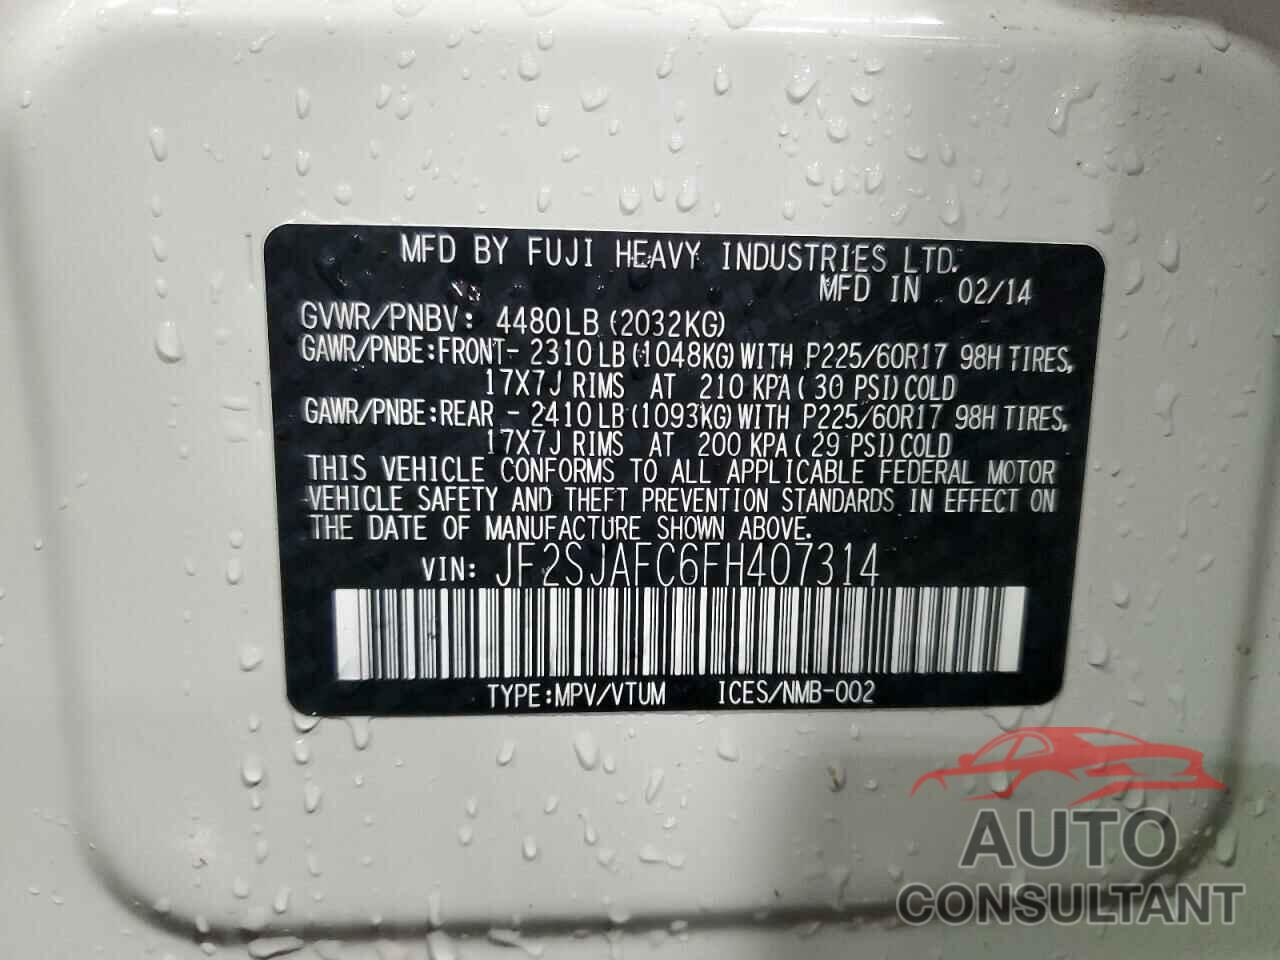 MFD BY FUJI HEAVY INDUSTRIES LTD.
MFD IN 02/14
GVWR/PNBV: 4480LB(2032KG)
GAWR/PNBE:FRONT- 2310LB(1048KG)WITH P225/60R17 98H TIRES,
17X7J RIMS AT 210 KPA(30 PSI)COLD
GAWR/PNBE:REAR - 2410LB(1093KG)WITH P225/60R17 98H TIRES,
17X7J RIMS AT 200 KPA(29 PSI)COLD
THIS VEHICLE CONFORMS TO ALL APPLICABLE FEDERAL MOTOR
VEHICLE SAFETY AND THEFT PREVENTION STANDARDS IN EFFECT ON
THE DATE OF MANUFACTURE SHOWN ABOVE.
VIN: JF2SJAFC6FH407314
TYPE:MPV/VTUM ICES/NMB-002
AUTO
CONSULTANT